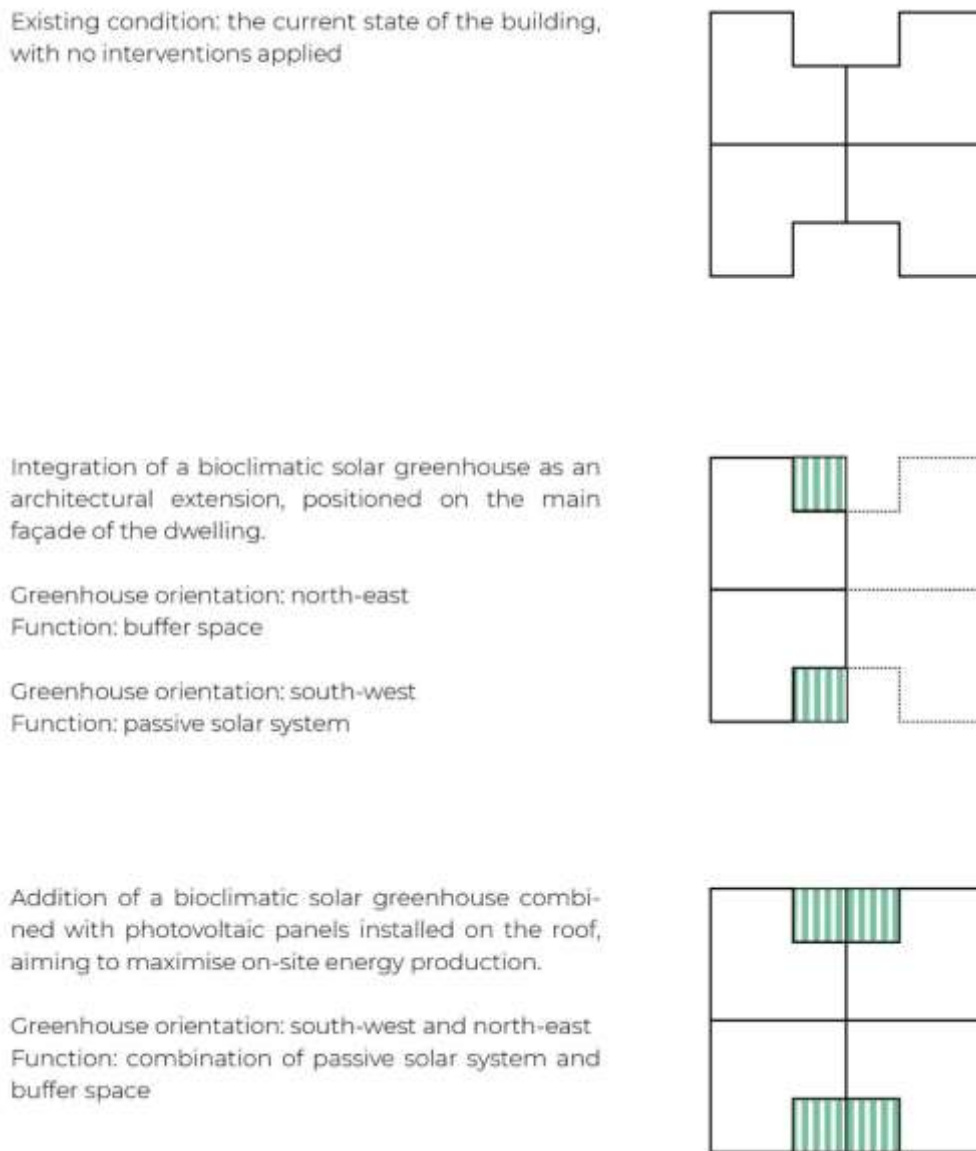 Existing condition: the current state of the building,
with no interventions applied
Integration of a bioclimatic solar greenhouse as an
architectural extension, positioned on the main
façade of the dwelling.
Greenhouse orientation: north-east
Function: buffer space
Greenhouse orientation: south-west
Function: passive solar system
Addition of a bioclimatic solar greenhouse combi-
ned with photovoltaic panels installed on the roof,
aiming to maximise on-site energy production.
Greenhouse orientation: south-west and north-east
Function: combination of passive solar system and
buffer space